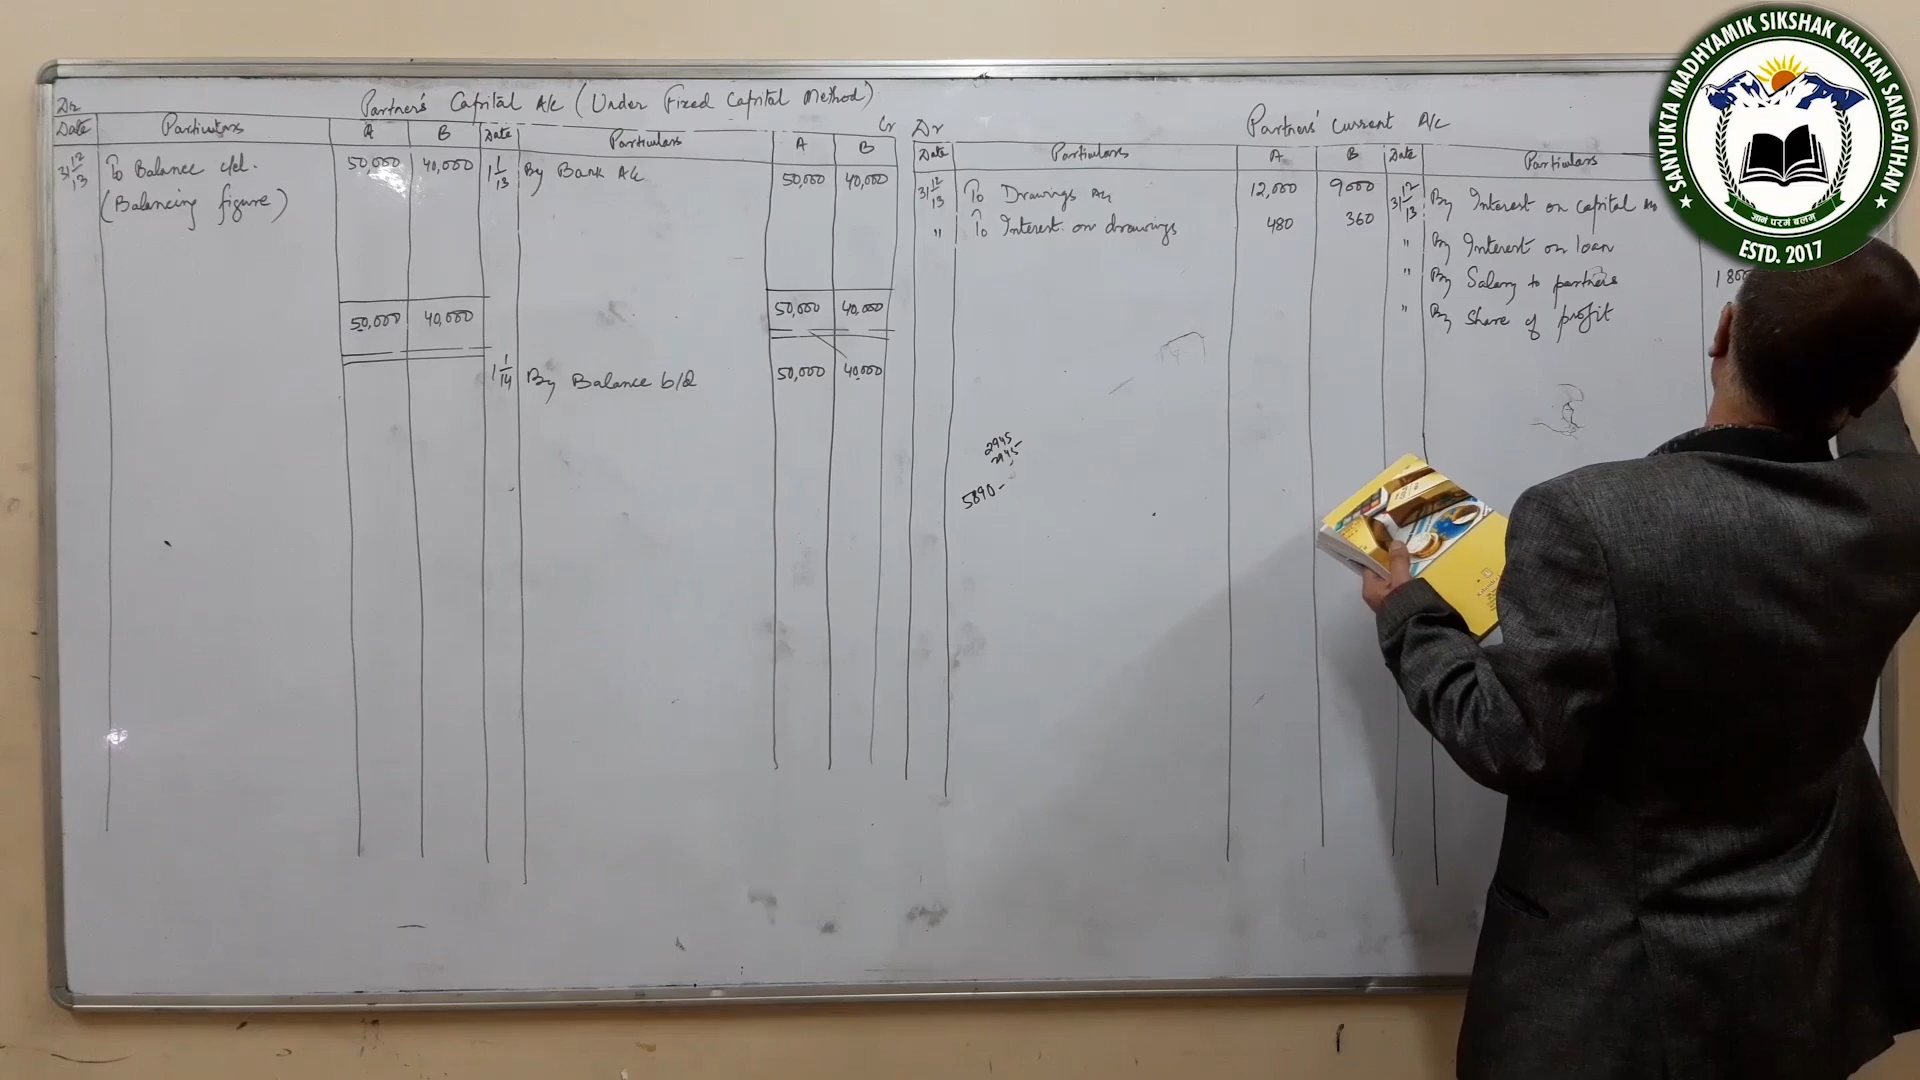 Partner's Capital A/c (Under Fixed Capital Method)
Dr
Cr
Date Particulars A B Date Particulars A B
31/12/13 To Balance c/d. 50,000 40,000 1/1/13 By Bank A/c 50,000 40,000
(Balancing figure)
50,000 40,000 50,000 40,000
1/1/14 By Balance b/d 50,000 40,000
Partners' Current A/c
Dr
Date Particulars A B Date Particulars
31/12/13 To Drawings A/c 12,000 9000 31/12/13 By Interest on capital A/c
" To Interest on drawings 480 360 " By Interest on loan
" By Salary to partners 1800
" By Share of profit
2945
2945
5890
SANYUKTA MADHYAMIK SIKSHAK KALYAN SANGATHAN
ज्ञानं परमं बलम्
ESTD. 2017